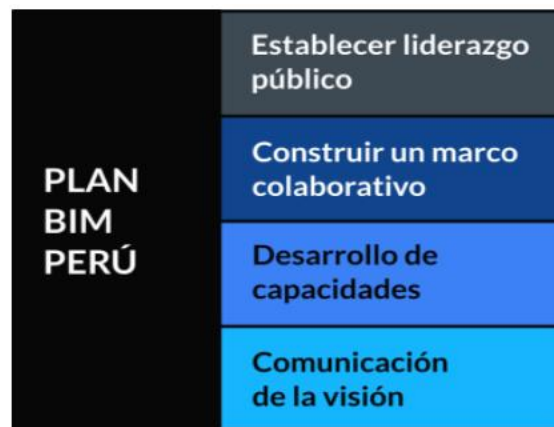 PLAN
BIM
PERÚ
Establecer liderazgo
público
Construir un marco
colaborativo
Desarrollo de
capacidades
Comunicación
de la visión